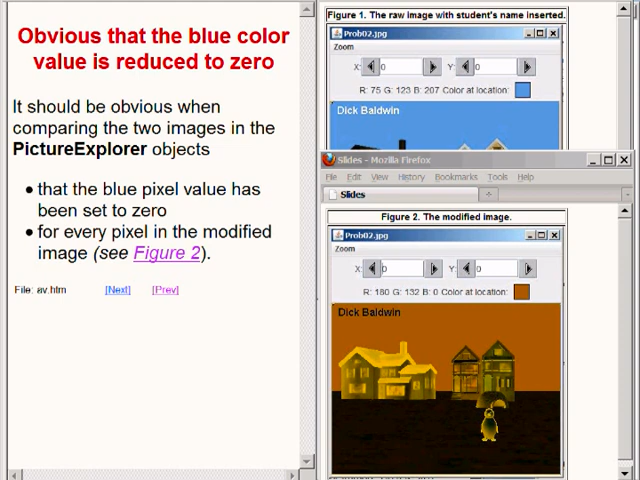 Obvious that the blue color
value is reduced to zero
It should be obvious when
comparing the two images in the
PictureExplorer objects
• that the blue pixel value has
been set to zero
• for every pixel in the modified
image (see Figure 2).
File: av.htm [Next] [Prev]
Figure 1. The raw image with student's name inserted.
Prob02.jpg
Zoom
X: 0 Y: 0
R: 75 G: 123 B: 207 Color at location:
Dick Baldwin
Slides - Mozilla Firefox
File Edit View History Bookmarks Tools Help
Slides
Figure 2. The modified image.
Prob02.jpg
Zoom
X: 0 Y: 0
R: 180 G: 132 B: 0 Color at location:
Dick Baldwin